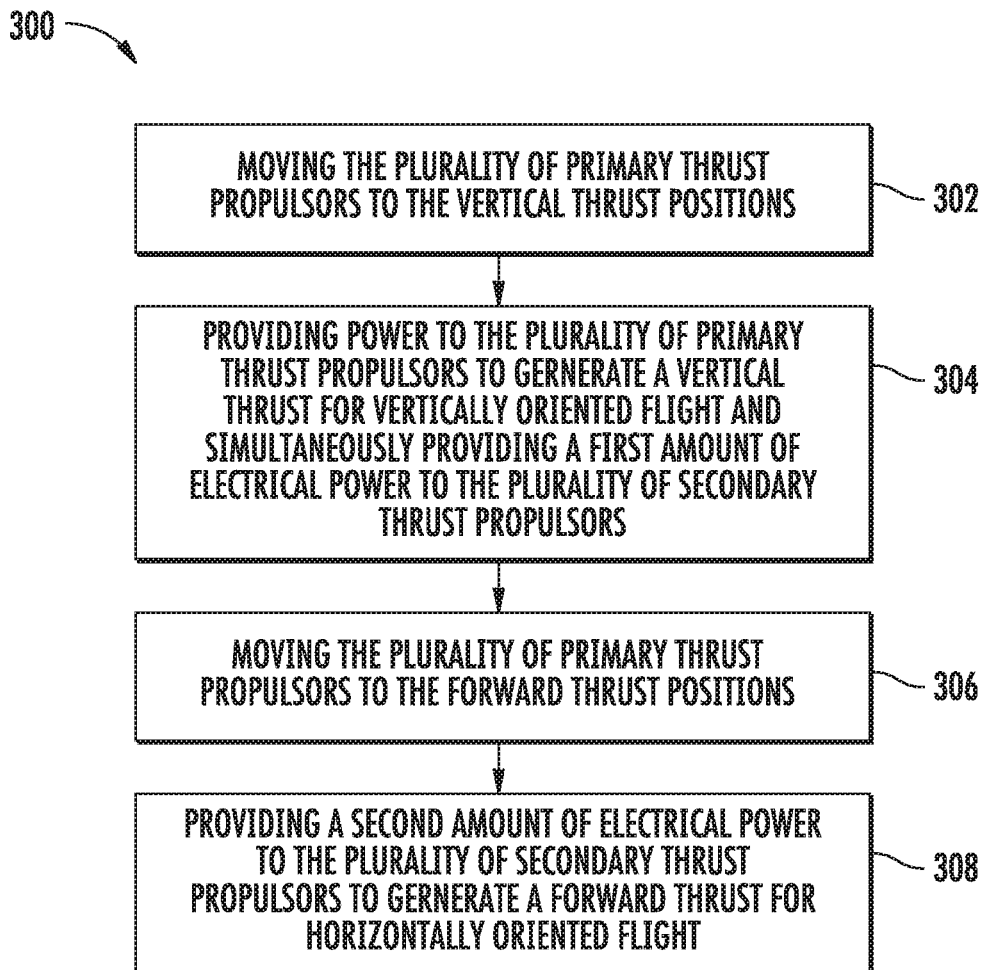 300
MOVING THE PLURALITY OF PRIMARY THRUST
PROPULSORS TO THE VERTICAL THRUST POSITIONS
302
PROVIDING POWER TO THE PLURALITY OF PRIMARY
THRUST PROPULSORS TO GERNERATE A VERTICAL
THRUST FOR VERTICALLY ORIENTED FLIGHT AND
SIMULTANEOUSLY PROVIDING A FIRST AMOUNT OF
ELECTRICAL POWER TO THE PLURALITY OF SECONDARY
THRUST PROPULSORS
304
MOVING THE PLURALITY OF PRIMARY THRUST
PROPULSORS TO THE FORWARD THRUST POSITIONS
306
PROVIDING A SECOND AMOUNT OF ELECTRICAL POWER
TO THE PLURALITY OF SECONDARY THRUST
PROPULSORS TO GERNERATE A FORWARD THRUST FOR
HORIZONTALLY ORIENTED FLIGHT
308